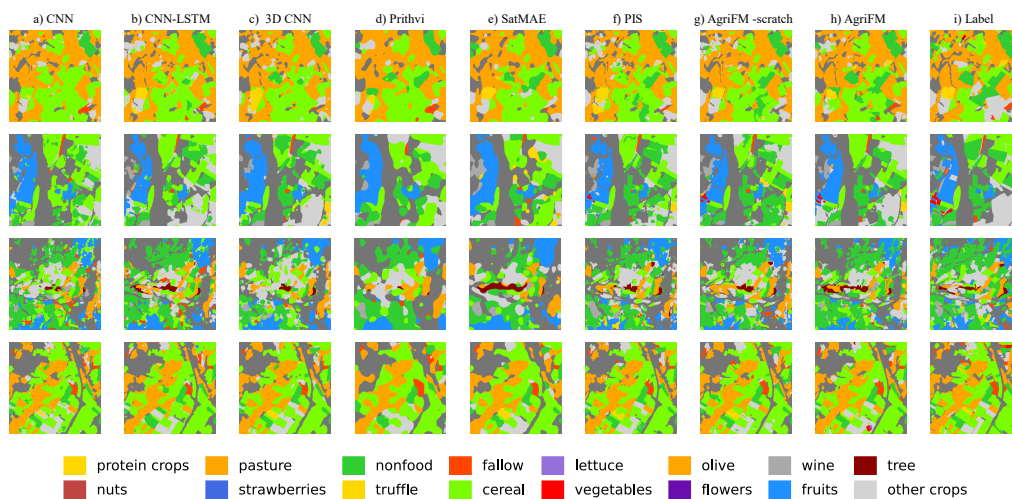 a) CNN b) CNN-LSTM c) 3D CNN d) Prithvi e) SatMAE f) PIS g) AgriFM -scratch h) AgriFM i) Label
protein crops pasture nonfood fallow lettuce olive wine tree
nuts strawberries truffle cereal vegetables flowers fruits other crops